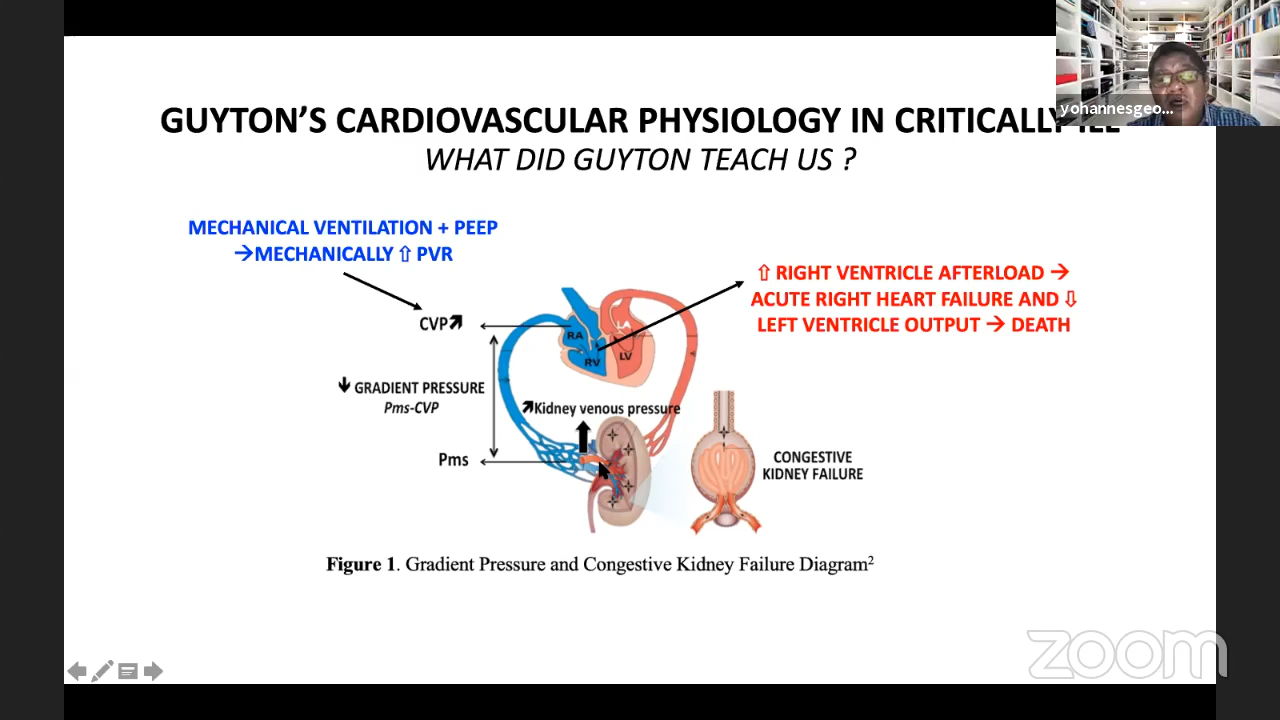 yohannesgeo...
GUYTON'S CARDIOVASCULAR PHYSIOLOGY IN CRITICALLY ILL
WHAT DID GUYTON TEACH US ?
MECHANICAL VENTILATION + PEEP
→MECHANICALLY ⇧ PVR
⇧ RIGHT VENTRICLE AFTERLOAD →
ACUTE RIGHT HEART FAILURE AND ⇩
LEFT VENTRICLE OUTPUT → DEATH
CVP↗
RA
LA
RV
LV
↓ GRADIENT PRESSURE
Pms-CVP
↗Kidney venous pressure
Pms
CONGESTIVE
KIDNEY FAILURE
Figure 1. Gradient Pressure and Congestive Kidney Failure Diagram²
zoom